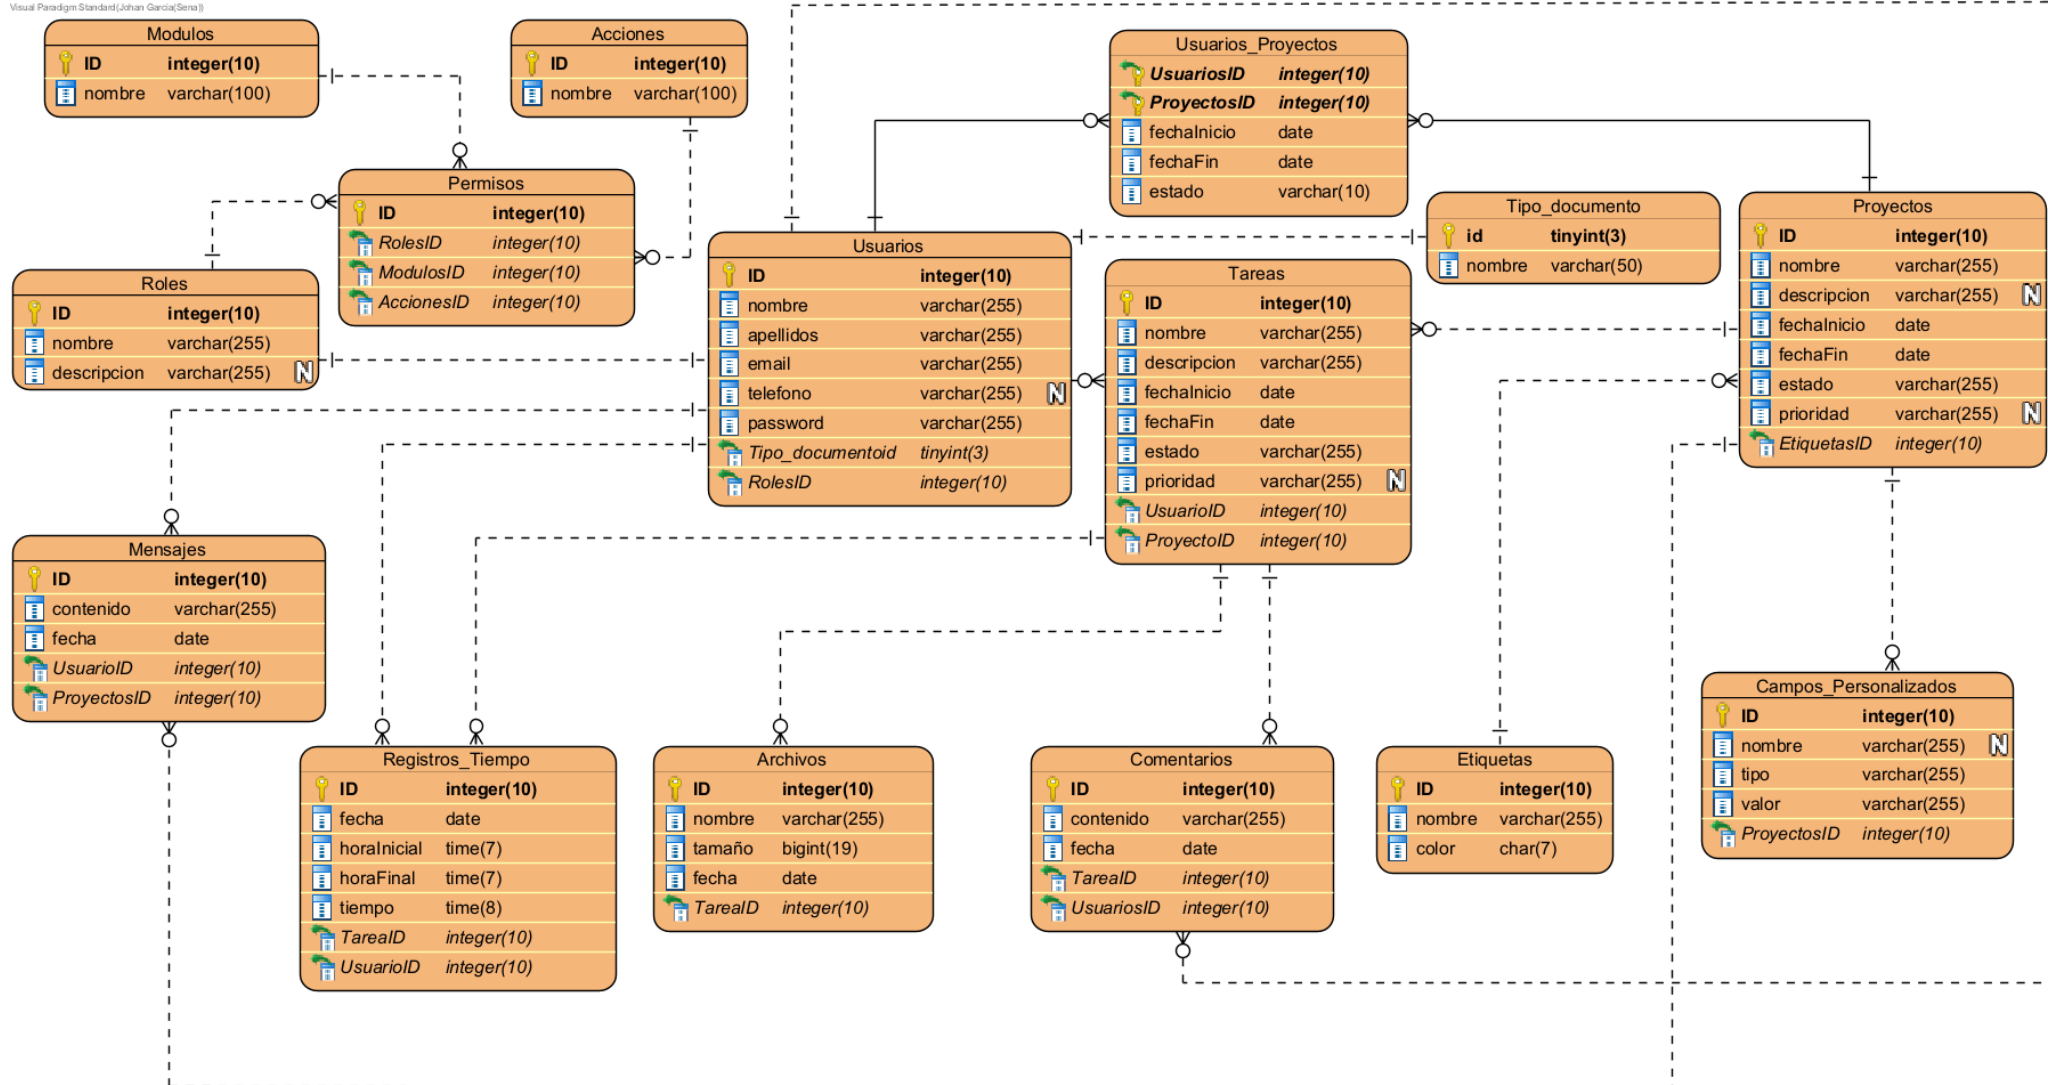 Visual Paradigm Standard(Johan Garcia(Sena))
Modulos
ID integer(10)
nombre varchar(100)
Acciones
ID integer(10)
nombre varchar(100)
Usuarios_Proyectos
UsuariosID integer(10)
ProyectosID integer(10)
fechaInicio date
fechaFin date
estado varchar(10)
Permisos
ID integer(10)
RolesID integer(10)
ModulosID integer(10)
AccionesID integer(10)
Tipo_documento
id tinyint(3)
nombre varchar(50)
Proyectos
ID integer(10)
nombre varchar(255)
descripcion varchar(255) N
fechaInicio date
fechaFin date
estado varchar(255)
prioridad varchar(255) N
EtiquetasID integer(10)
Roles
ID integer(10)
nombre varchar(255)
descripcion varchar(255) N
Usuarios
ID integer(10)
nombre varchar(255)
apellidos varchar(255)
email varchar(255)
telefono varchar(255) N
password varchar(255)
Tipo_documentoid tinyint(3)
RolesID integer(10)
Tareas
ID integer(10)
nombre varchar(255)
descripcion varchar(255)
fechaInicio date
fechaFin date
estado varchar(255)
prioridad varchar(255) N
UsuarioID integer(10)
ProyectoID integer(10)
Mensajes
ID integer(10)
contenido varchar(255)
fecha date
UsuarioID integer(10)
ProyectosID integer(10)
Campos_Personalizados
ID integer(10)
nombre varchar(255) N
tipo varchar(255)
valor varchar(255)
ProyectosID integer(10)
Registros_Tiempo
ID integer(10)
fecha date
horaInicial time(7)
horaFinal time(7)
tiempo time(8)
TareaID integer(10)
UsuarioID integer(10)
Archivos
ID integer(10)
nombre varchar(255)
tamaño bigint(19)
fecha date
TareaID integer(10)
Comentarios
ID integer(10)
contenido varchar(255)
fecha date
TareaID integer(10)
UsuariosID integer(10)
Etiquetas
ID integer(10)
nombre varchar(255)
color char(7)